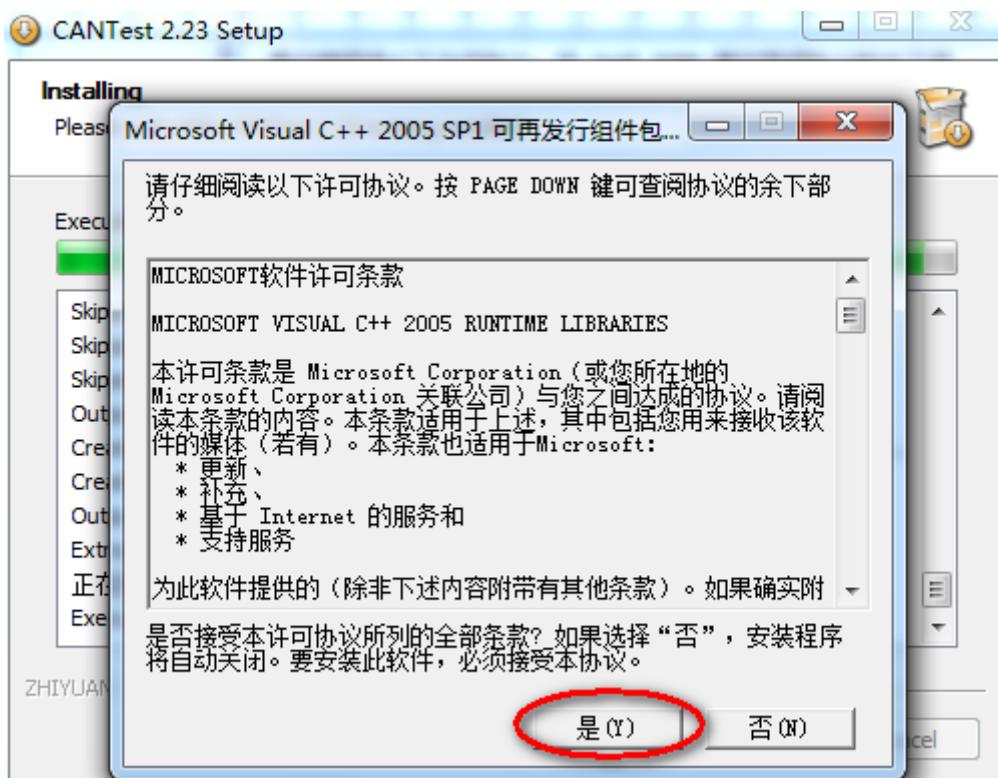 CANTest 2.23 Setup
Installing
Pleas
Microsoft Visual C++ 2005 SP1 可再发行组件包...
请仔细阅读以下许可协议。按 PAGE DOWN 键可查阅协议的余下部
分。
Execu
MICROSOFT软件许可条款
MICROSOFT VISUAL C++ 2005 RUNTIME LIBRARIES
本许可条款是 Microsoft Corporation（或您所在地的
Microsoft Corporation 关联公司）与您之间达成的协议。请阅
读本条款的内容。本条款适用于上述，其中包括您用来接收该软
件的媒体（若有）。本条款也适用于Microsoft:
* 更新、
* 补充、
* 基于 Internet 的服务和
* 支持服务
为此软件提供的（除非下述内容附带有其他条款）。如果确实附
Skip
Skip
Skip
Out
Crea
Crea
Out
Extr
正在
Exe
是否接受本许可协议所列的全部条款? 如果选择“否”，安装程序
将自动关闭。要安装此软件，必须接受本协议。
ZHIYUAN
是(Y)
否(N)
cel